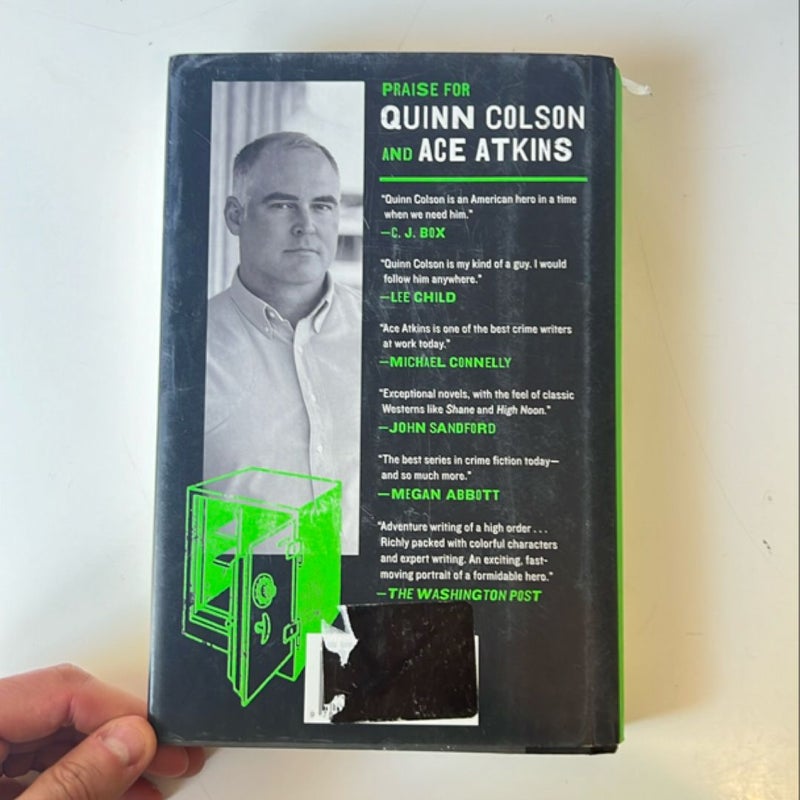 PRAISE FOR
QUINN COLSON
AND ACE ATKINS
"Quinn Colson is an American hero in a time
when we need him."
—C. J. BOX
"Quinn Colson is my kind of a guy. I would
follow him anywhere."
—LEE CHILD
"Ace Atkins is one of the best crime writers
at work today."
—MICHAEL CONNELLY
"Exceptional novels, with the feel of classic
Westerns like Shane and High Noon."
—JOHN SANDFORD
"The best series in crime fiction today—
and so much more."
—MEGAN ABBOTT
"Adventure writing of a high order . . .
Richly packed with colorful characters
and expert writing. An exciting, fast-
moving portrait of a formidable hero."
—THE WASHINGTON POST